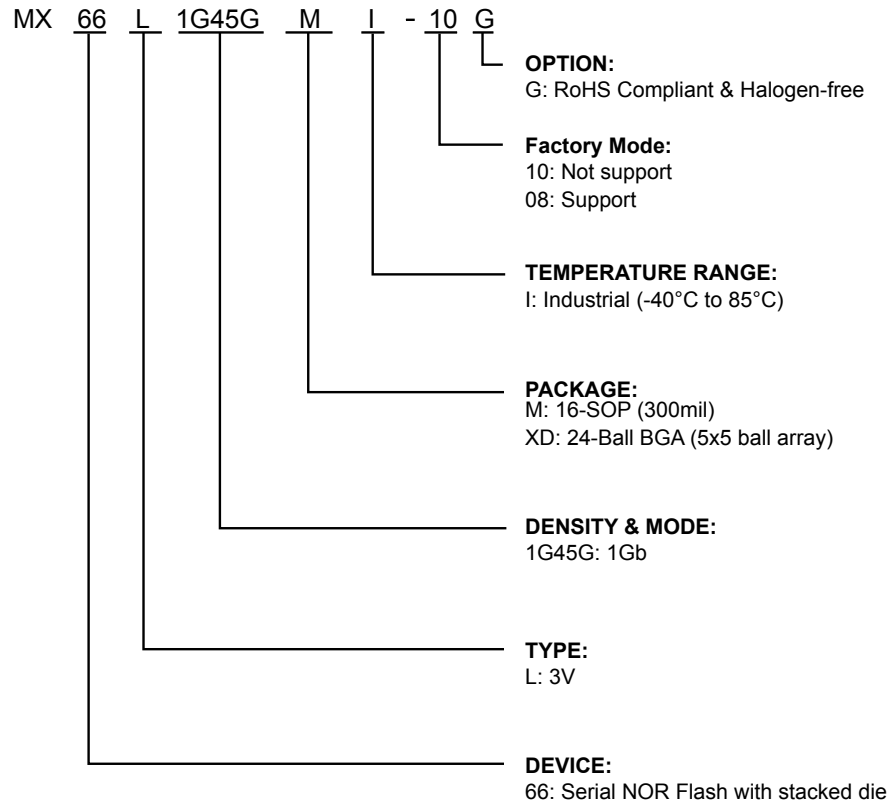 MX 66 L 1G45G M I - 10 G
OPTION:
G: RoHS Compliant & Halogen-free
Factory Mode:
10: Not support
08: Support
TEMPERATURE RANGE:
I: Industrial (-40°C to 85°C)
PACKAGE:
M: 16-SOP (300mil)
XD: 24-Ball BGA (5x5 ball array)
DENSITY & MODE:
1G45G: 1Gb
TYPE:
L: 3V
DEVICE:
66: Serial NOR Flash with stacked die